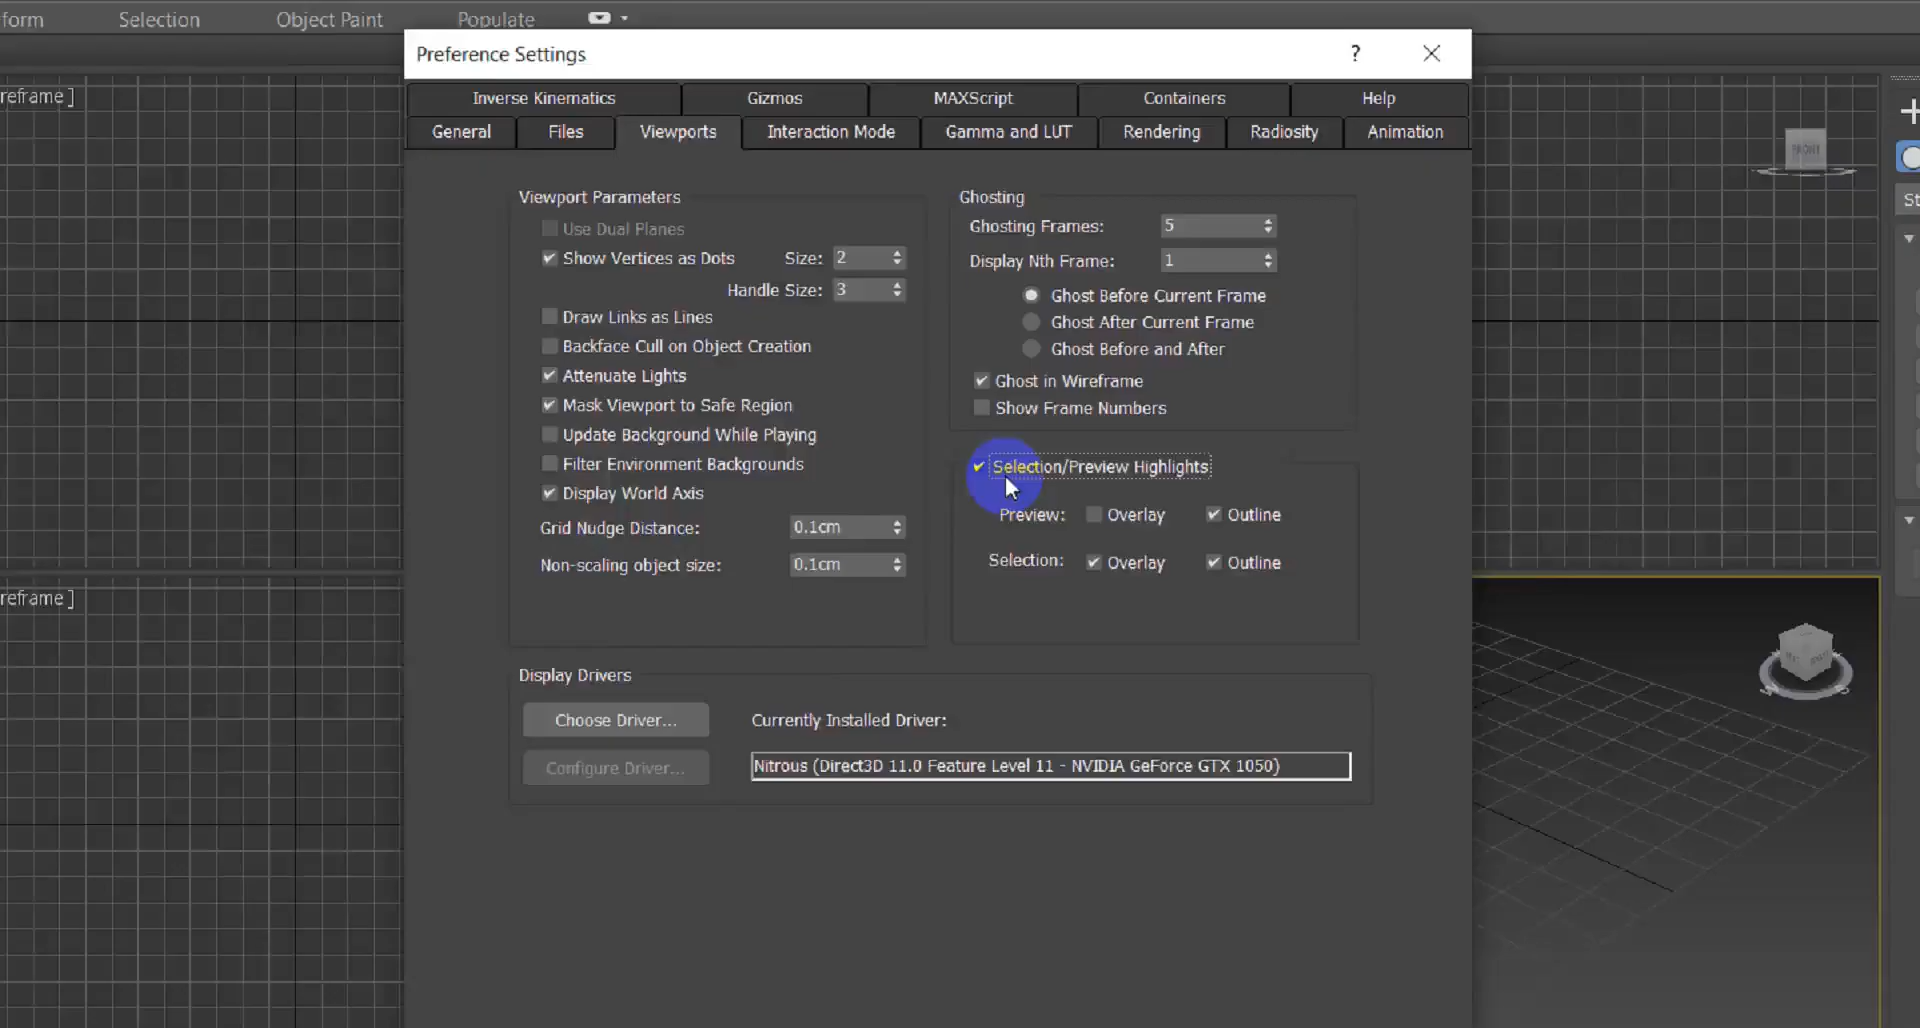 form Selection Object Paint Populate
Preference Settings ?
reframe ]
Inverse Kinematics Gizmos MAXScript Containers Help
General Files Viewports Interaction Mode Gamma and LUT Rendering Radiosity Animation
FRONT
St
Viewport Parameters
Use Dual Planes
Show Vertices as Dots Size: 2
Handle Size: 3
Draw Links as Lines
Backface Cull on Object Creation
Attenuate Lights
Mask Viewport to Safe Region
Update Background While Playing
Filter Environment Backgrounds
Display World Axis
Grid Nudge Distance: 0.1cm
Non-scaling object size: 0.1cm
Ghosting
Ghosting Frames: 5
Display Nth Frame: 1
Ghost Before Current Frame
Ghost After Current Frame
Ghost Before and After
Ghost in Wireframe
Show Frame Numbers
Selection/Preview Highlights
Preview: Overlay Outline
Selection: Overlay Outline
reframe ]
Display Drivers
Choose Driver... Currently Installed Driver:
Configure Driver... Nitrous (Direct3D 11.0 Feature Level 11 - NVIDIA GeForce GTX 1050)